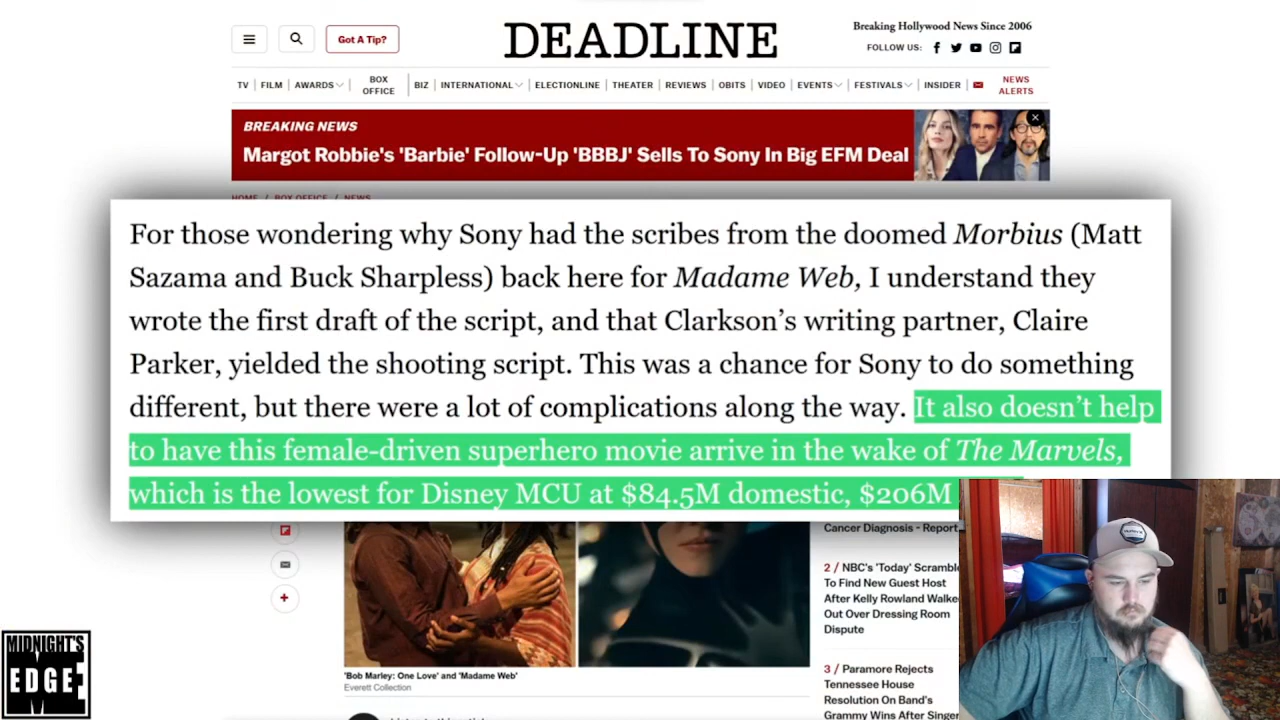 Got A Tip?
DEADLINE
Breaking Hollywood News Since 2006
FOLLOW US:
TV FILM AWARDS BOX OFFICE BIZ INTERNATIONAL ELECTIONLINE THEATER REVIEWS OBITS VIDEO EVENTS FESTIVALS INSIDER NEWS ALERTS
BREAKING NEWS
Margot Robbie's 'Barbie' Follow-Up 'BBBJ' Sells To Sony In Big EFM Deal
HOME / BOX OFFICE / NEWS
For those wondering why Sony had the scribes from the doomed Morbius (Matt
Sazama and Buck Sharpless) back here for Madame Web, I understand they
wrote the first draft of the script, and that Clarkson's writing partner, Claire
Parker, yielded the shooting script. This was a chance for Sony to do something
different, but there were a lot of complications along the way. It also doesn't help
to have this female-driven superhero movie arrive in the wake of The Marvels,
which is the lowest for Disney MCU at $84.5M domestic, $206M
Cancer Diagnosis - Report
2 / NBC's 'Today'
To Find New Guest Host
After Kelly Rowland
Out Over Dressing Room
Dispute
3 / Paramore Rejects
Tennessee House
Resolution On Band's
Grammy Wins After Singer
'Bob Marley: One Love' and 'Madame Web'
Everett Collection
MIDNIGHT'S
EDGE
ME